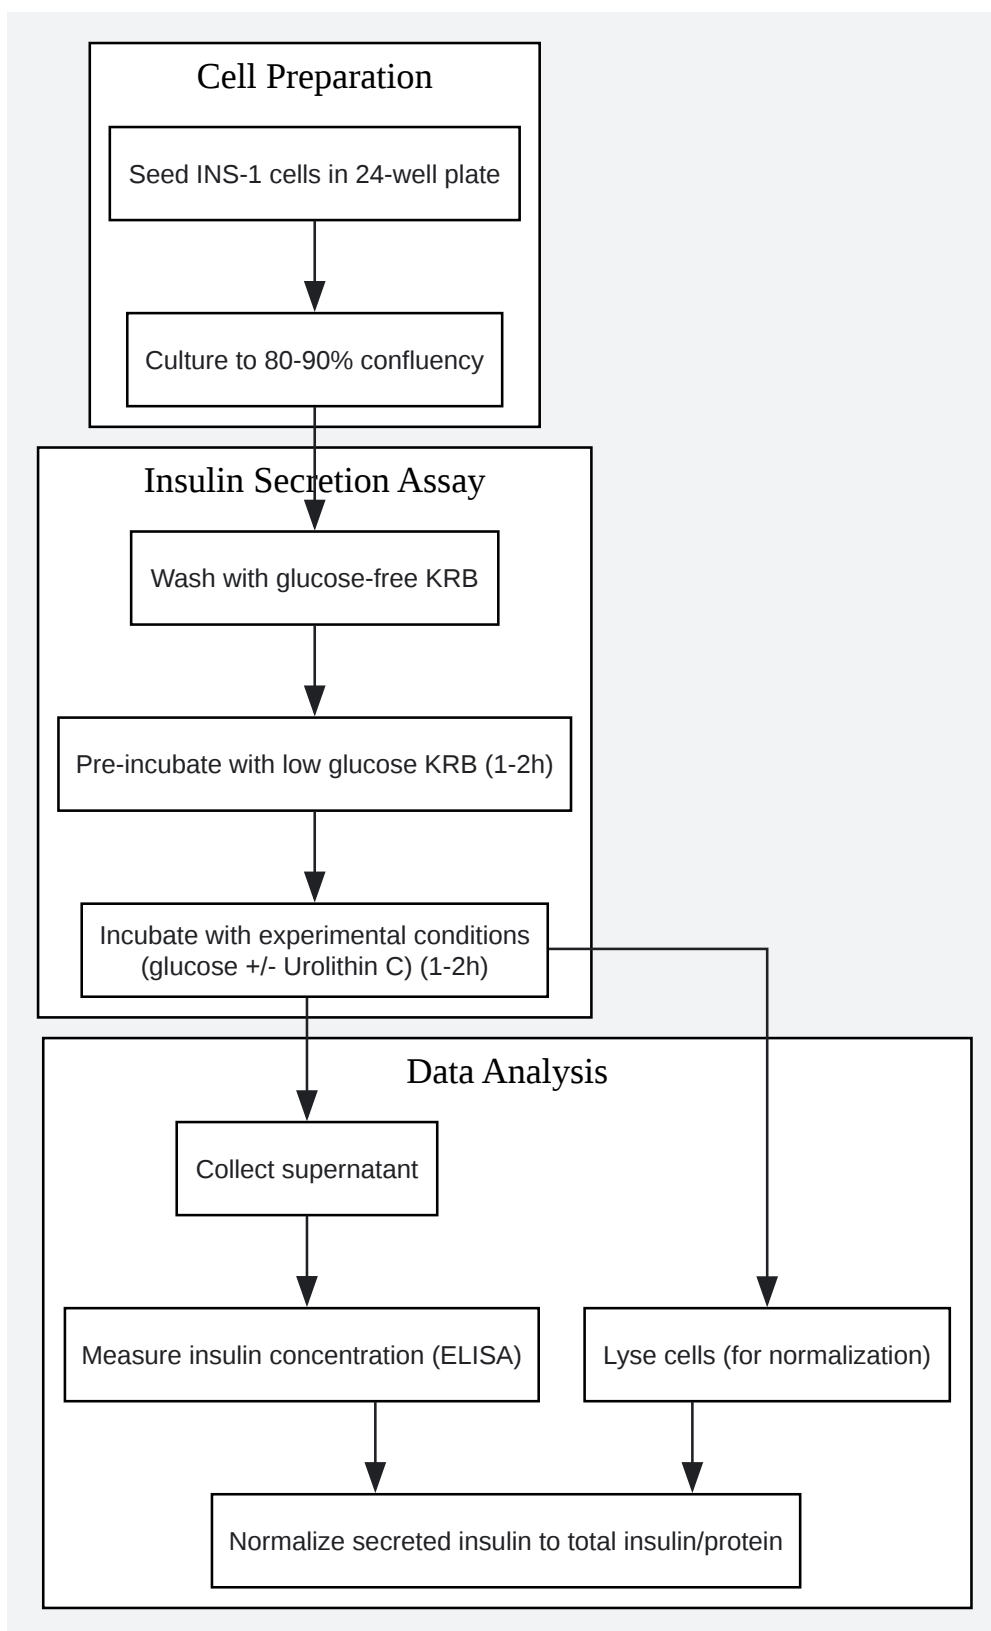 Cell Preparation
Seed INS-1 cells in 24-well plate
Culture to 80-90% confluency
Insulin Secretion Assay
Wash with glucose-free KRB
Pre-incubate with low glucose KRB (1-2h)
Incubate with experimental conditions
(glucose +/- Urolithin C) (1-2h)
Data Analysis
Collect supernatant
Measure insulin concentration (ELISA)
Lyse cells (for normalization)
Normalize secreted insulin to total insulin/protein